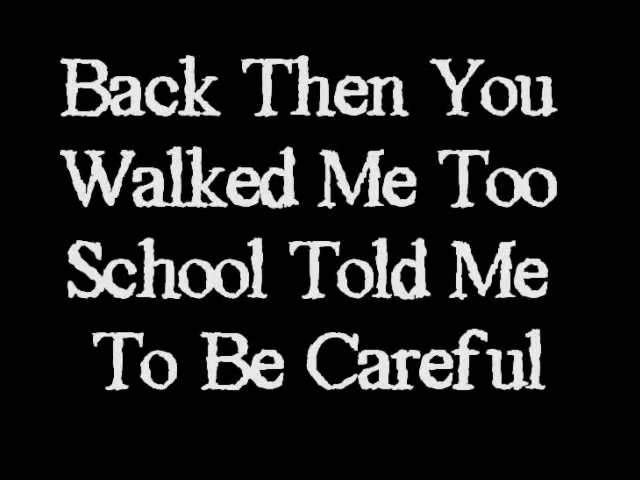 Back Then You
Walked Me Too
School Told Me
To Be Careful